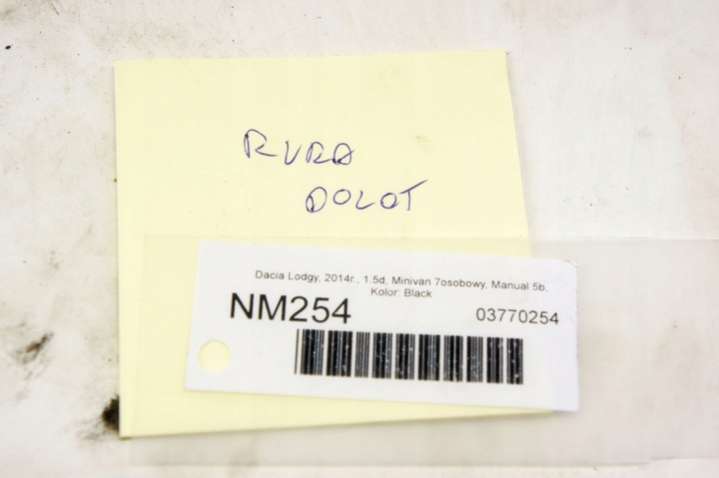 RURA
DOLOT
Dacia Lodgy, 2014r., 1.5d, Minivan 7osobowy, Manual 5b,
Kolor: Black
NM254 03770254